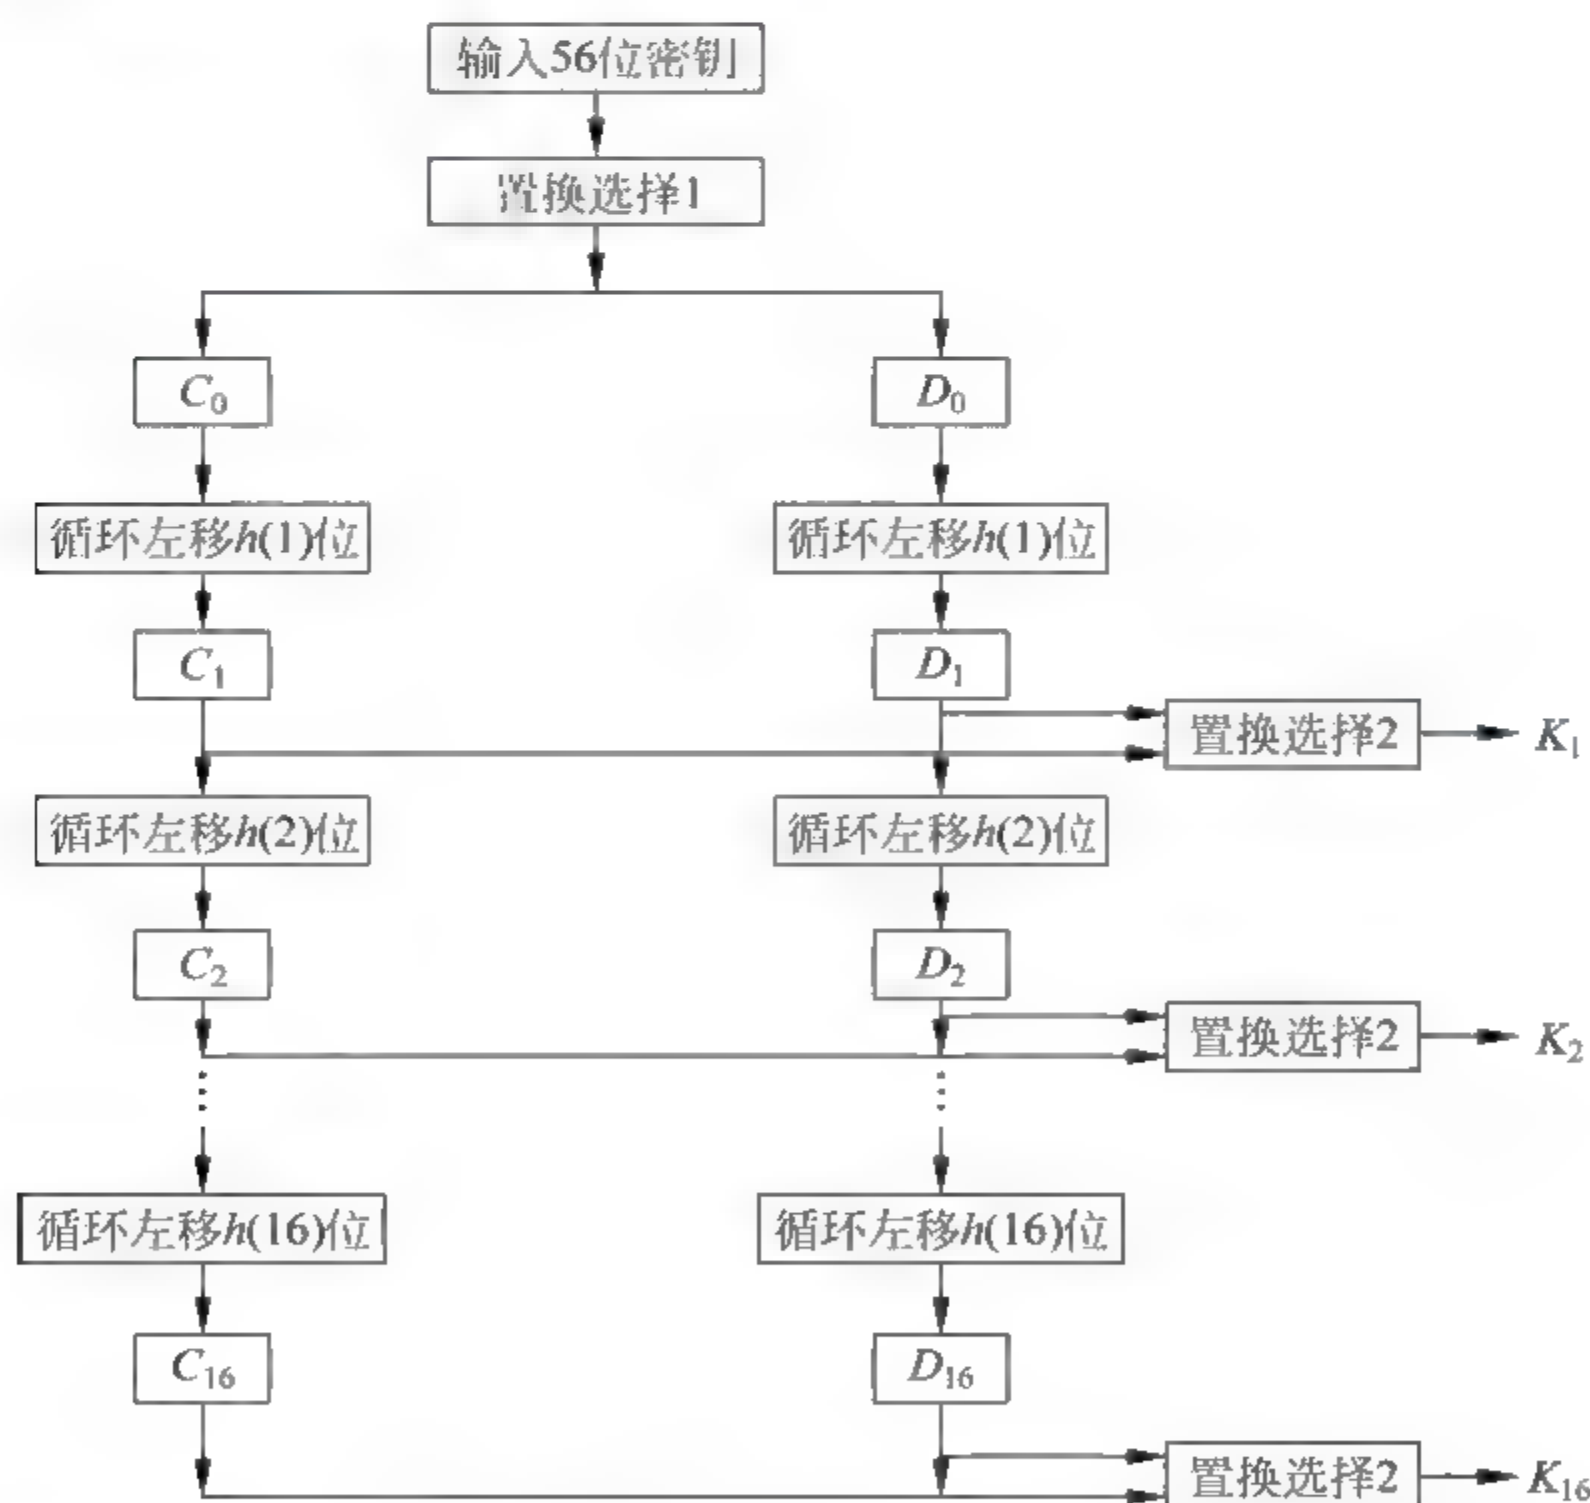 输入56位密钥
置换选择1
C₀
D₀
循环左移h(1)位
循环左移h(1)位
C₁
D₁
置换选择2
K₁
循环左移h(2)位
循环左移h(2)位
C₂
D₂
置换选择2
K₂
⋮
⋮
循环左移h(16)位
循环左移h(16)位
C₁₆
D₁₆
置换选择2
K₁₆